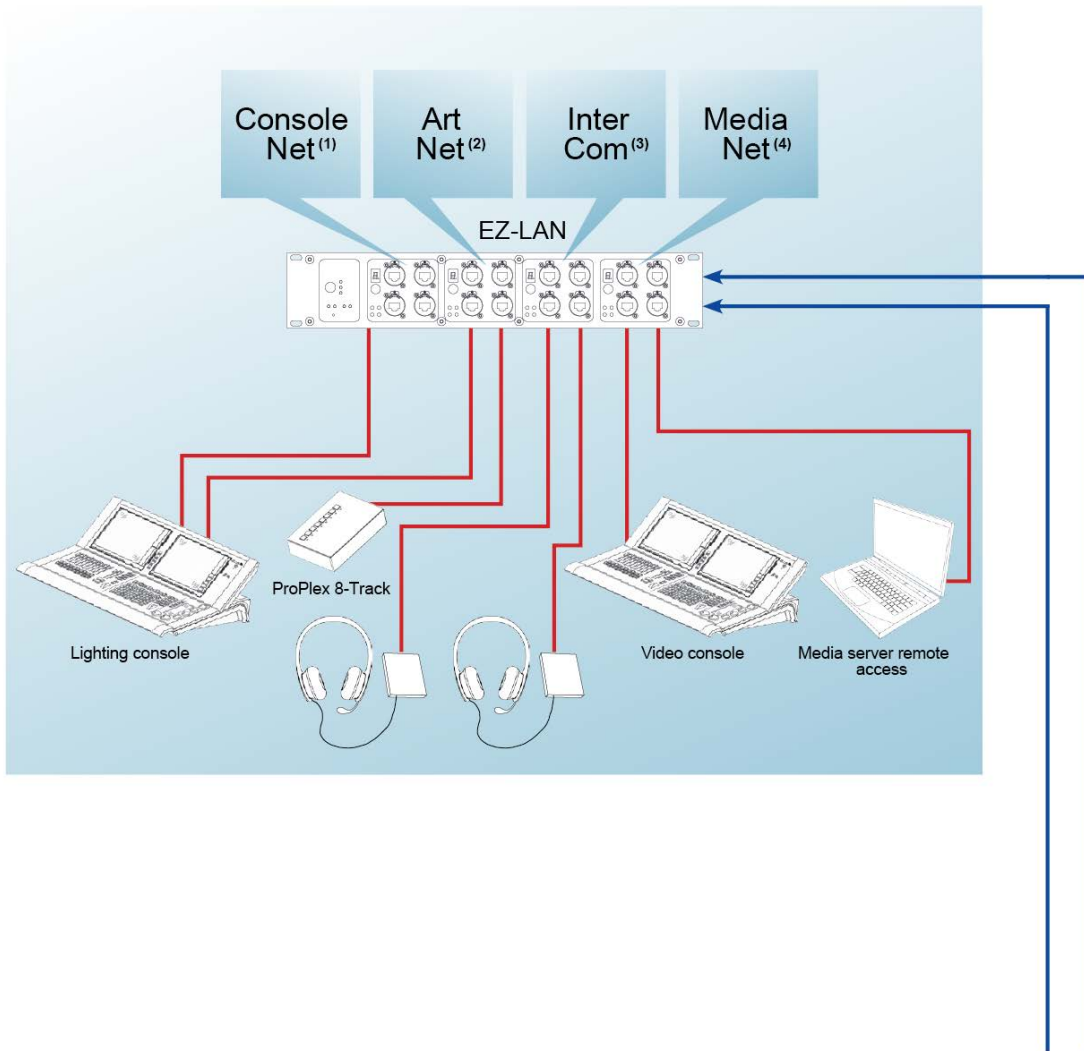 Console
Net(1)
Art
Net(2)
Inter
Com(3)
Media
Net(4)
EZ-LAN
ProPlex 8-Track
Lighting console
Video console
Media server remote
access